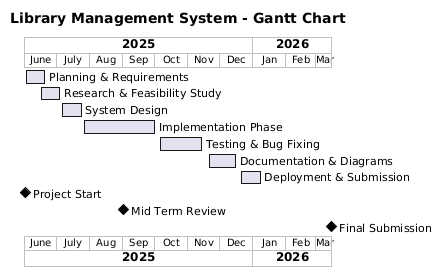 Library Management System - Gantt Chart
2025 2026
June July Aug Sep Oct Nov Dec Jan Feb Mar
Planning & Requirements
Research & Feasibility Study
System Design
Implementation Phase
Testing & Bug Fixing
Documentation & Diagrams
Deployment & Submission
Project Start
Mid Term Review
Final Submission
June July Aug Sep Oct Nov Dec Jan Feb Mar
2025 2026